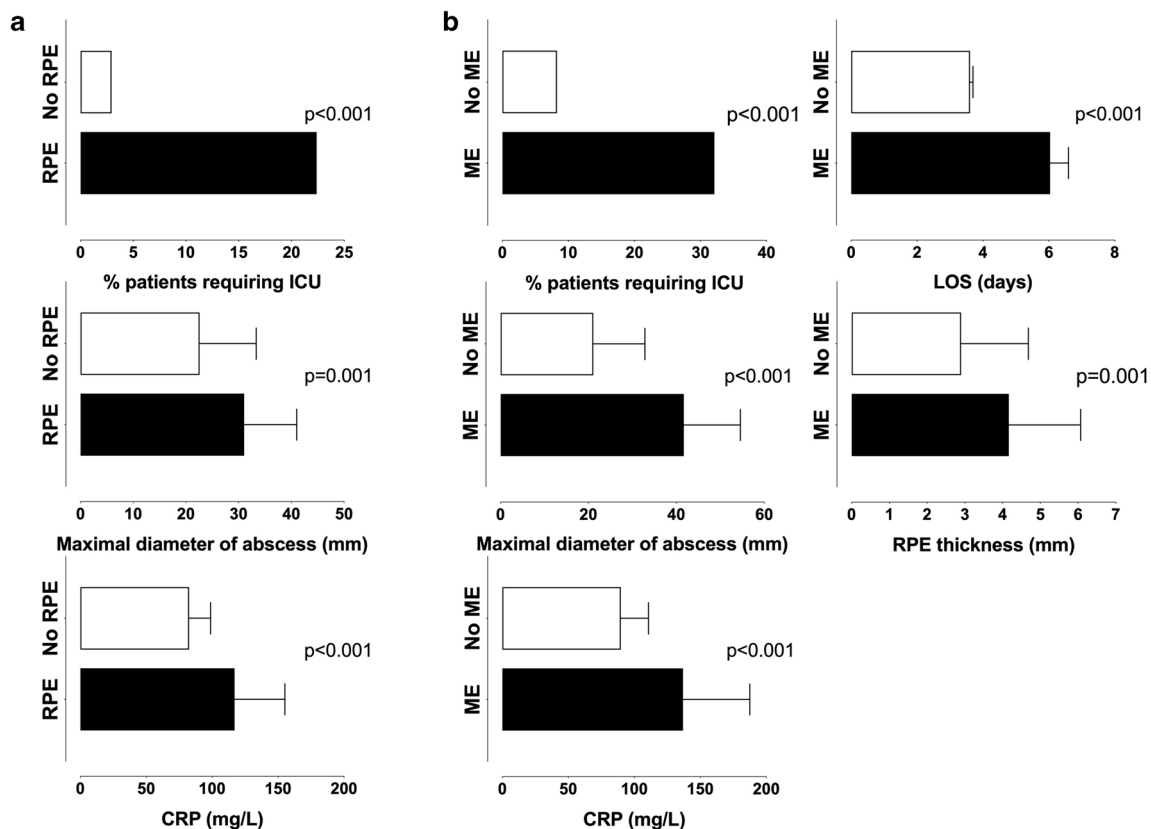 a
No RPE
RPE
p<0.001
0 5 10 15 20 25
% patients requiring ICU
No RPE
RPE
p=0.001
0 10 20 30 40 50
Maximal diameter of abscess (mm)
No RPE
RPE
p<0.001
0 50 100 150 200
CRP (mg/L)
b
No ME
ME
p<0.001
0 10 20 30 40
% patients requiring ICU
No ME
ME
p<0.001
0 2 4 6 8
LOS (days)
No ME
ME
p<0.001
0 20 40 60
Maximal diameter of abscess (mm)
No ME
ME
p=0.001
0 1 2 3 4 5 6 7
RPE thickness (mm)
No ME
ME
p<0.001
0 50 100 150 200
CRP (mg/L)